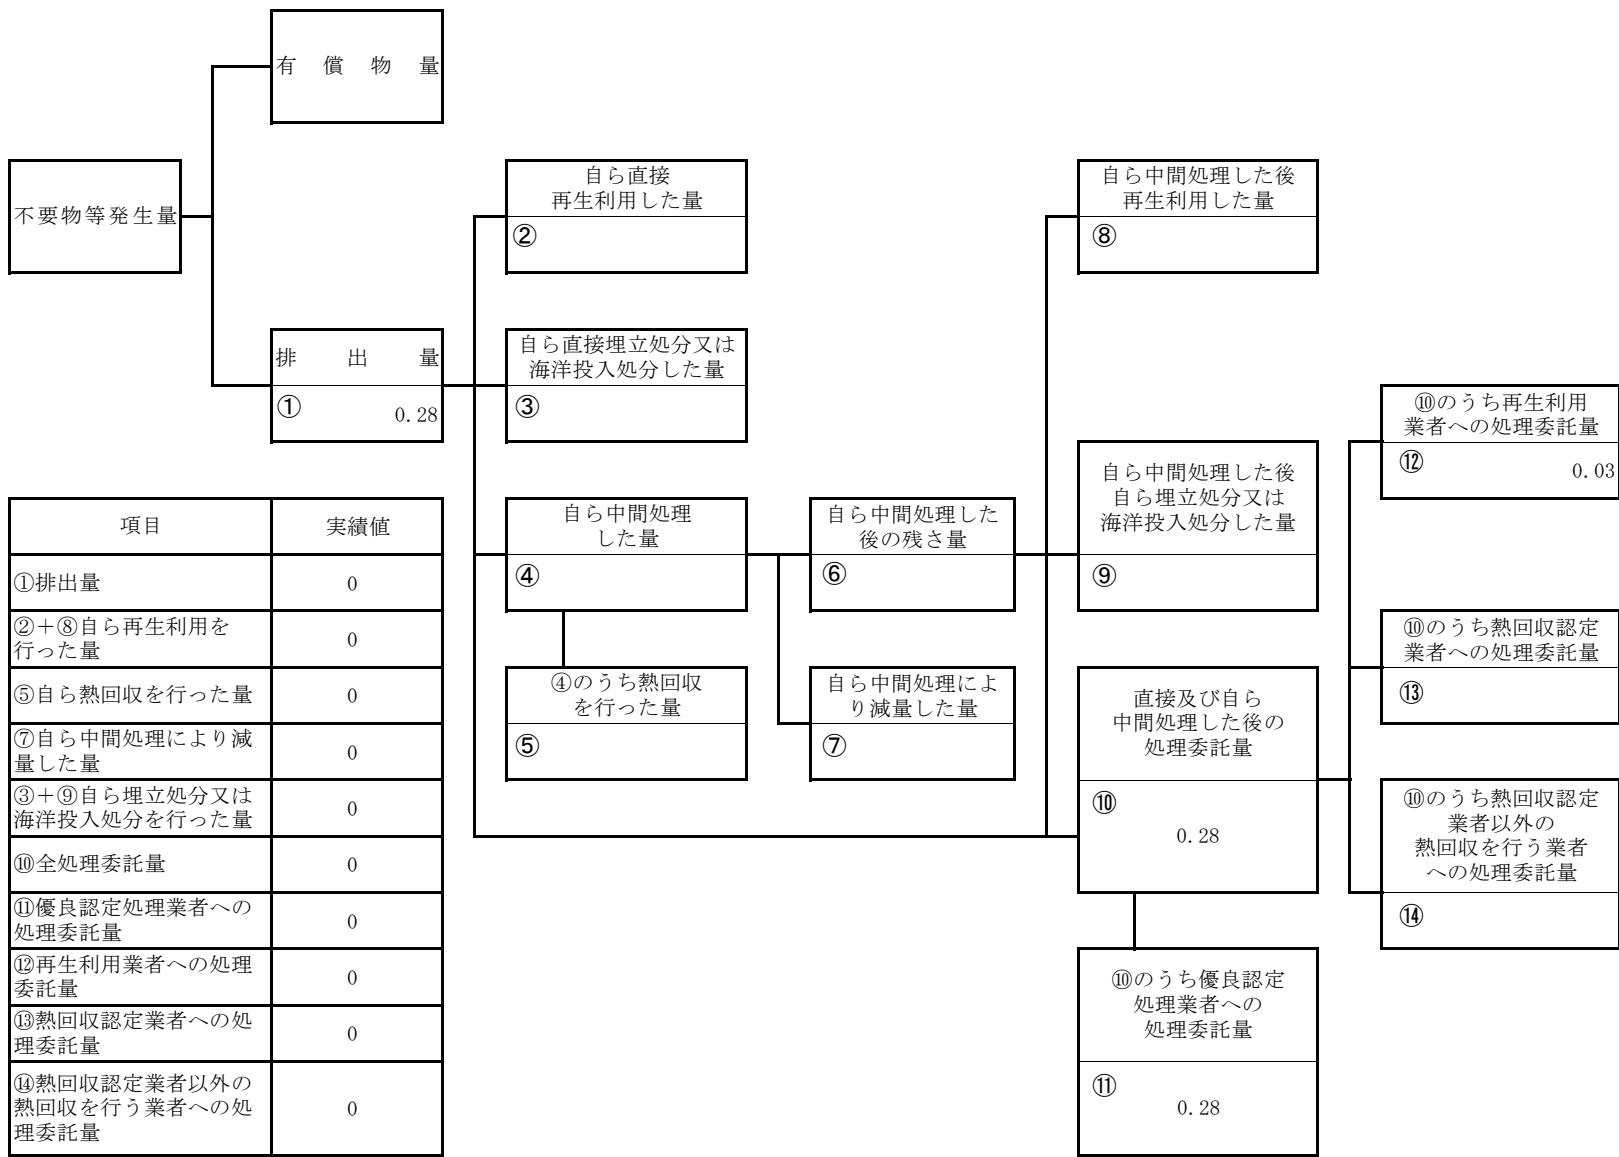 有償物量
不要物等発生量
自ら直接
再生利用した量
②
自ら中間処理した後
再生利用した量
⑧
排出量
① 0.28
自ら直接埋立処分又は
海洋投入処分した量
③
⑩のうち再生利用
業者への処理委託量
⑫ 0.03
自ら中間処理
した量
④
自ら中間処理した
後の残さ量
⑥
自ら中間処理した後
自ら埋立処分又は
海洋投入処分した量
⑨
⑩のうち熱回収認定
業者への処理委託量
⑬
④のうち熱回収
を行った量
⑤
自ら中間処理によ
り減量した量
⑦
直接及び自ら
中間処理した後の
処理委託量
⑩
0.28
⑩のうち熱回収認定
業者以外の
熱回収を行う業者
への処理委託量
⑭
⑩のうち優良認定
処理業者への
処理委託量
⑪
0.28
項目 実績値
①排出量 0
②+⑧自ら再生利用を
行った量 0
⑤自ら熱回収を行った量 0
⑦自ら中間処理により減
量した量 0
③+⑨自ら埋立処分又は
海洋投入処分を行った量 0
⑩全処理委託量 0
⑪優良認定処理業者への
処理委託量 0
⑫再生利用業者への処理
委託量 0
⑬熱回収認定業者への処
理委託量 0
⑭熱回収認定業者以外の
熱回収を行う業者への処 0
理委託量